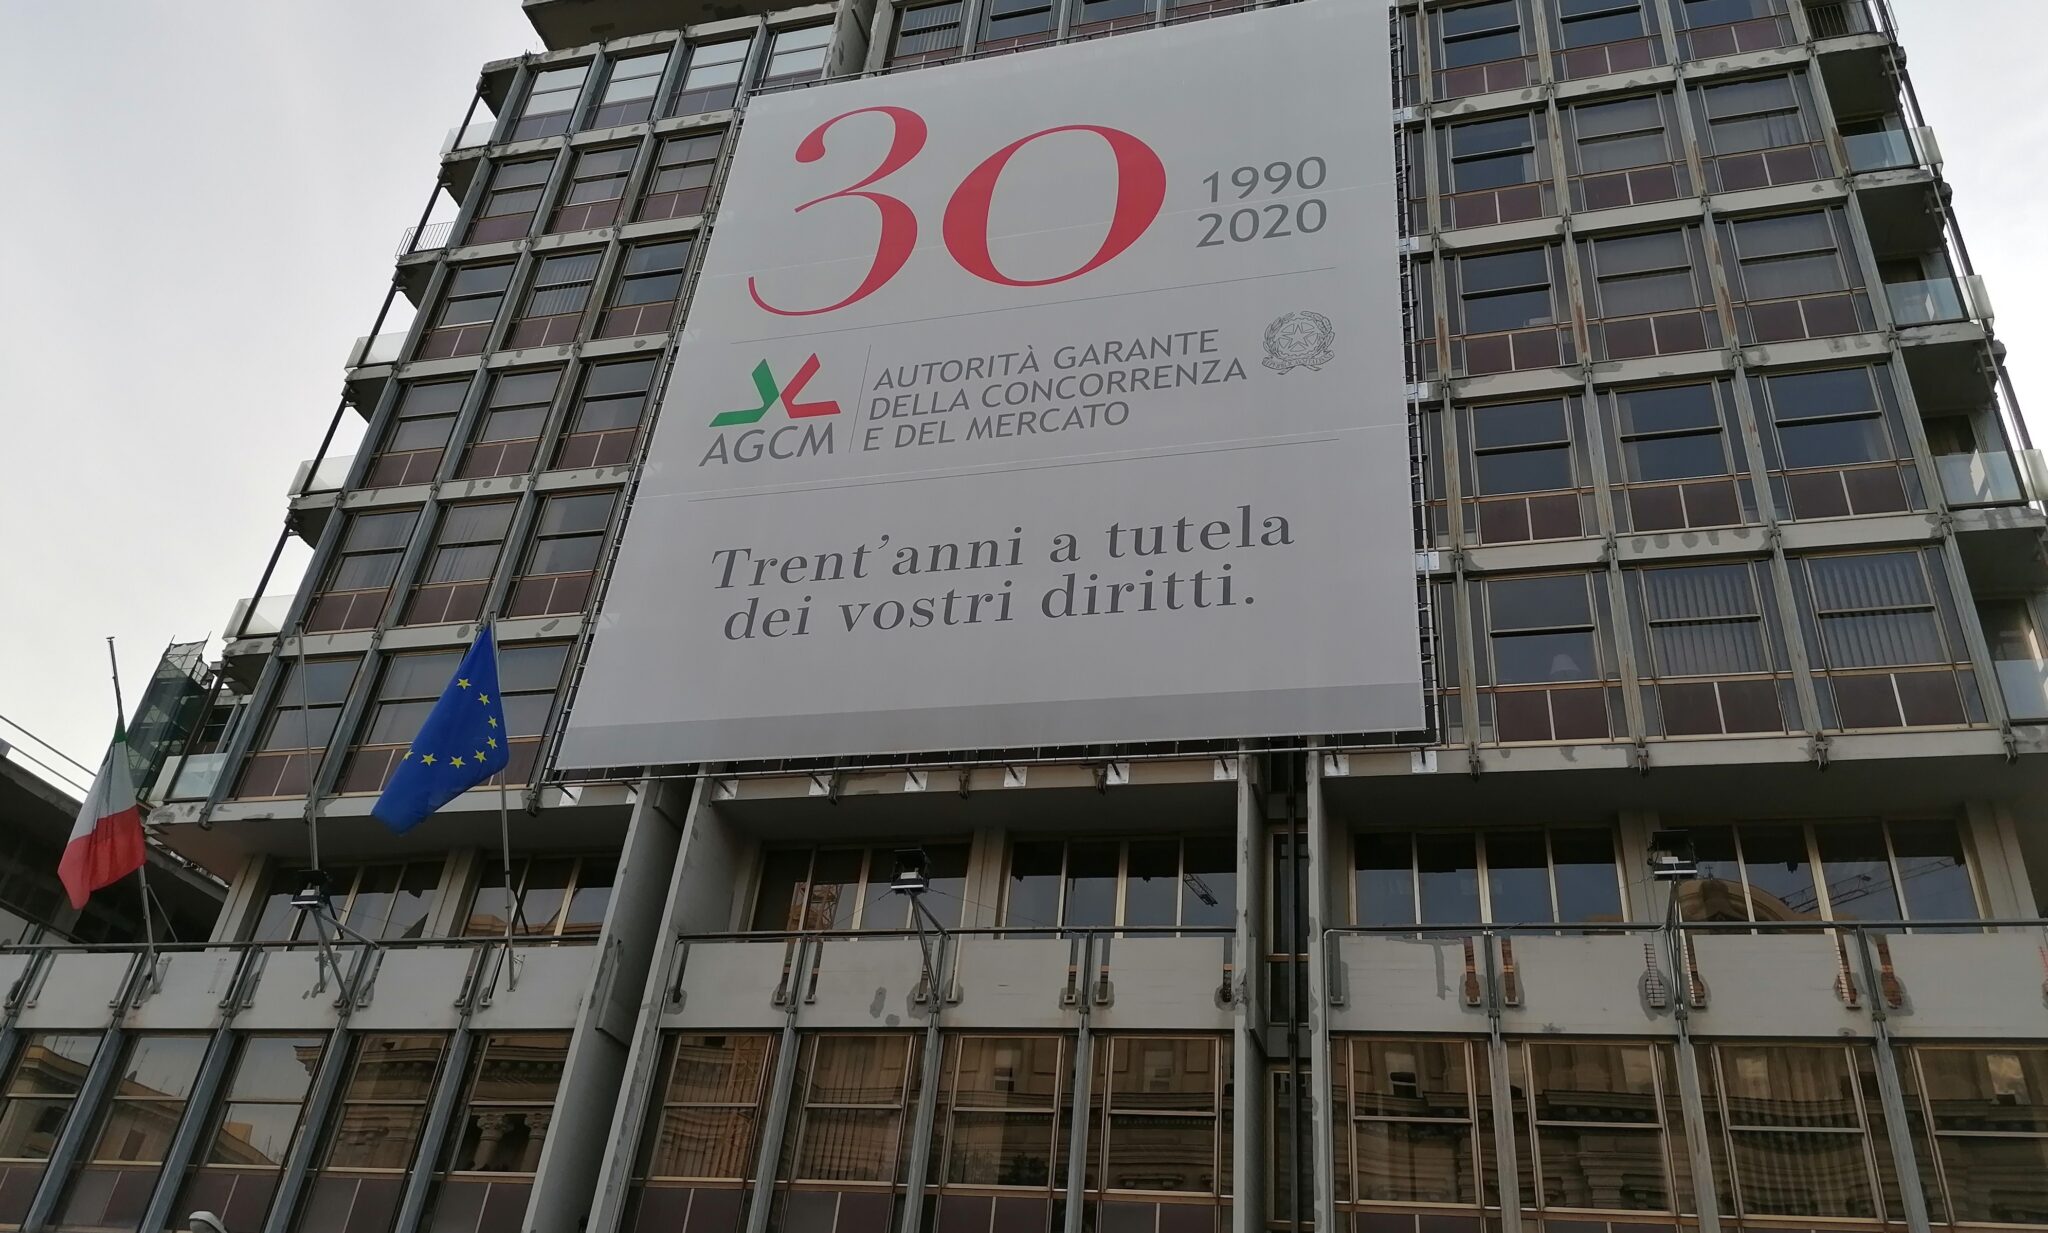 30
1990
2020
AGCM
AUTORITÀ GARANTE
DELLA CONCORRENZA
E DEL MERCATO
Trent'anni a tutela
dei vostri diritti.